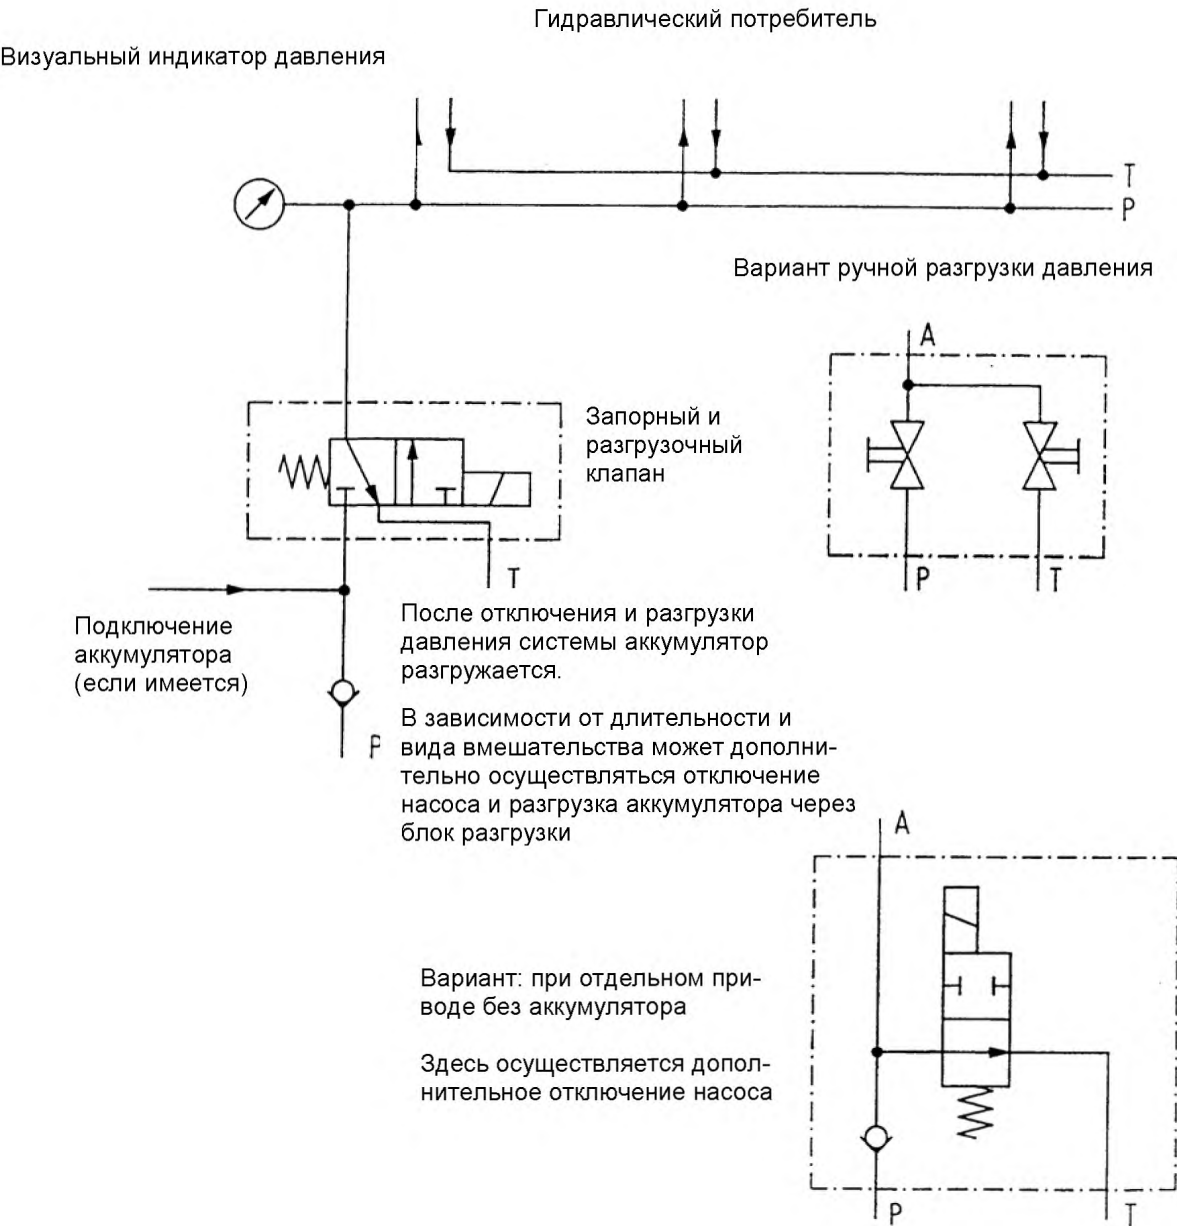 Гидравлический потребитель
Визуальный индикатор давления
T
P
Вариант ручной разгрузки давления
A
Запорный и
разгрузочный
клапан
P
T
T
Подключение
аккумулятора
(если имеется)
После отключения и разгрузки
давления системы аккумулятор
разгружается.
P
В зависимости от длительности и
вида вмешательства может дополни-
тельно осуществляться отключение
насоса и разгрузка аккумулятора через
блок разгрузки
A
Вариант: при отдельном при-
воде без аккумулятора
Здесь осуществляется допол-
нительное отключение насоса
P
T